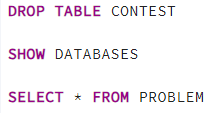 DROP TABLE CONTEST
SHOW DATABASES
SELECT * FROM PROBLEM